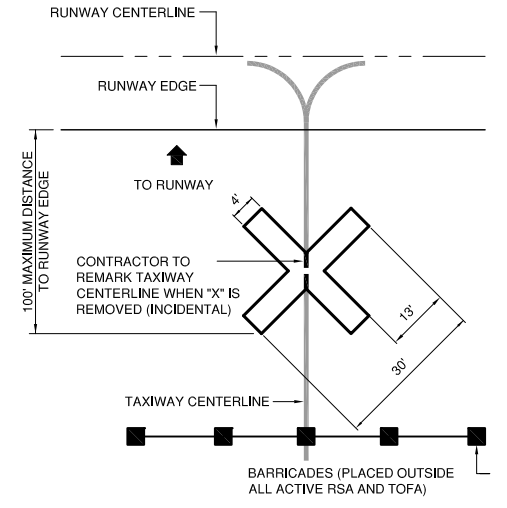 RUNWAY CENTERLINE
RUNWAY EDGE
TO RUNWAY
100' MAXIMUM DISTANCE
TO RUNWAY EDGE
4'
CONTRACTOR TO
REMARK TAXIWAY
CENTERLINE WHEN "X" IS
REMOVED (INCIDENTAL)
13'
30'
TAXIWAY CENTERLINE
BARRICADES (PLACED OUTSIDE
ALL ACTIVE RSA AND TOFA)